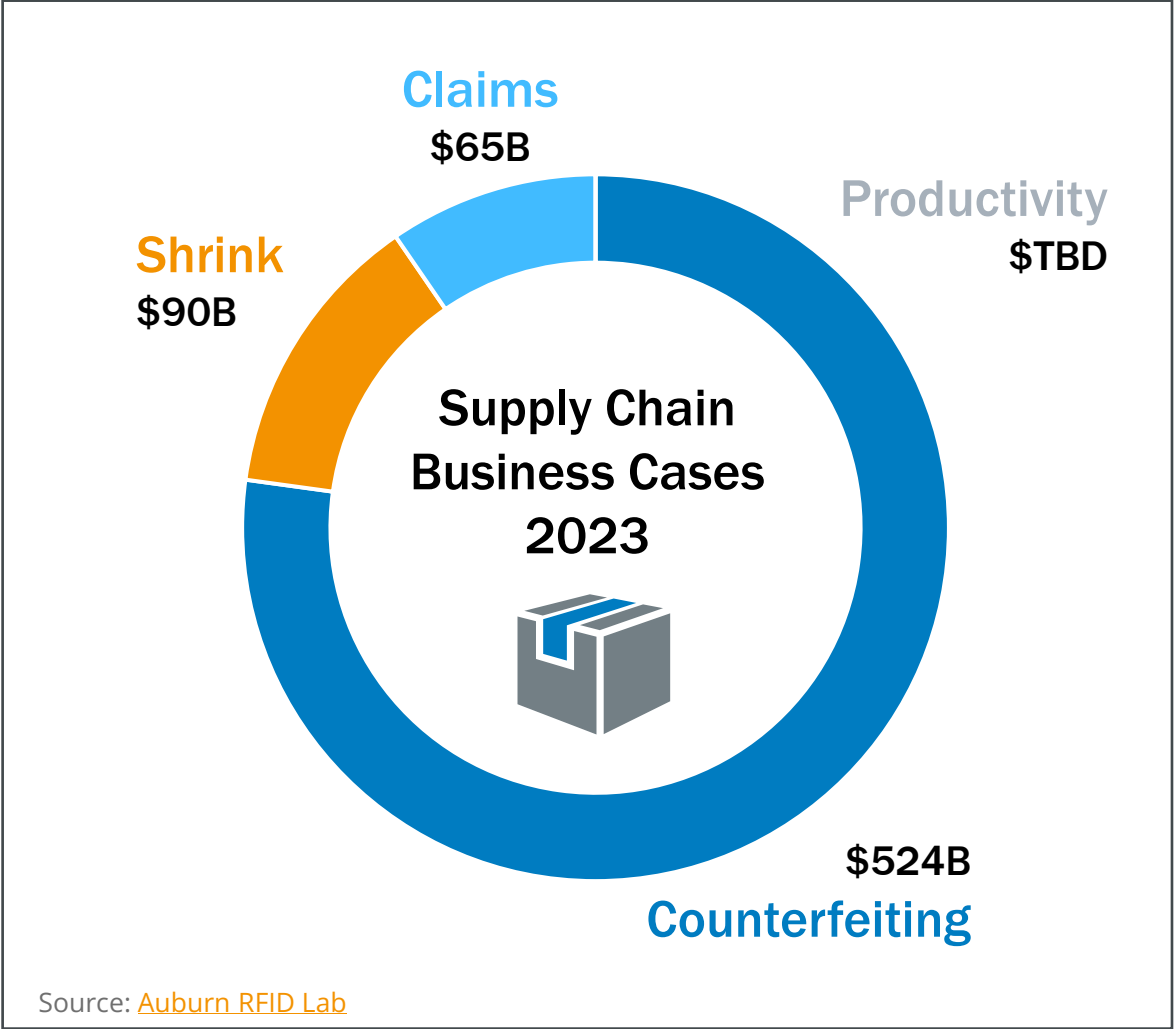 Claims
$65B
Productivity
$TBD
Shrink
$90B
Supply Chain
Business Cases
2023
$524B
Counterfeiting
Source: Auburn RFID Lab